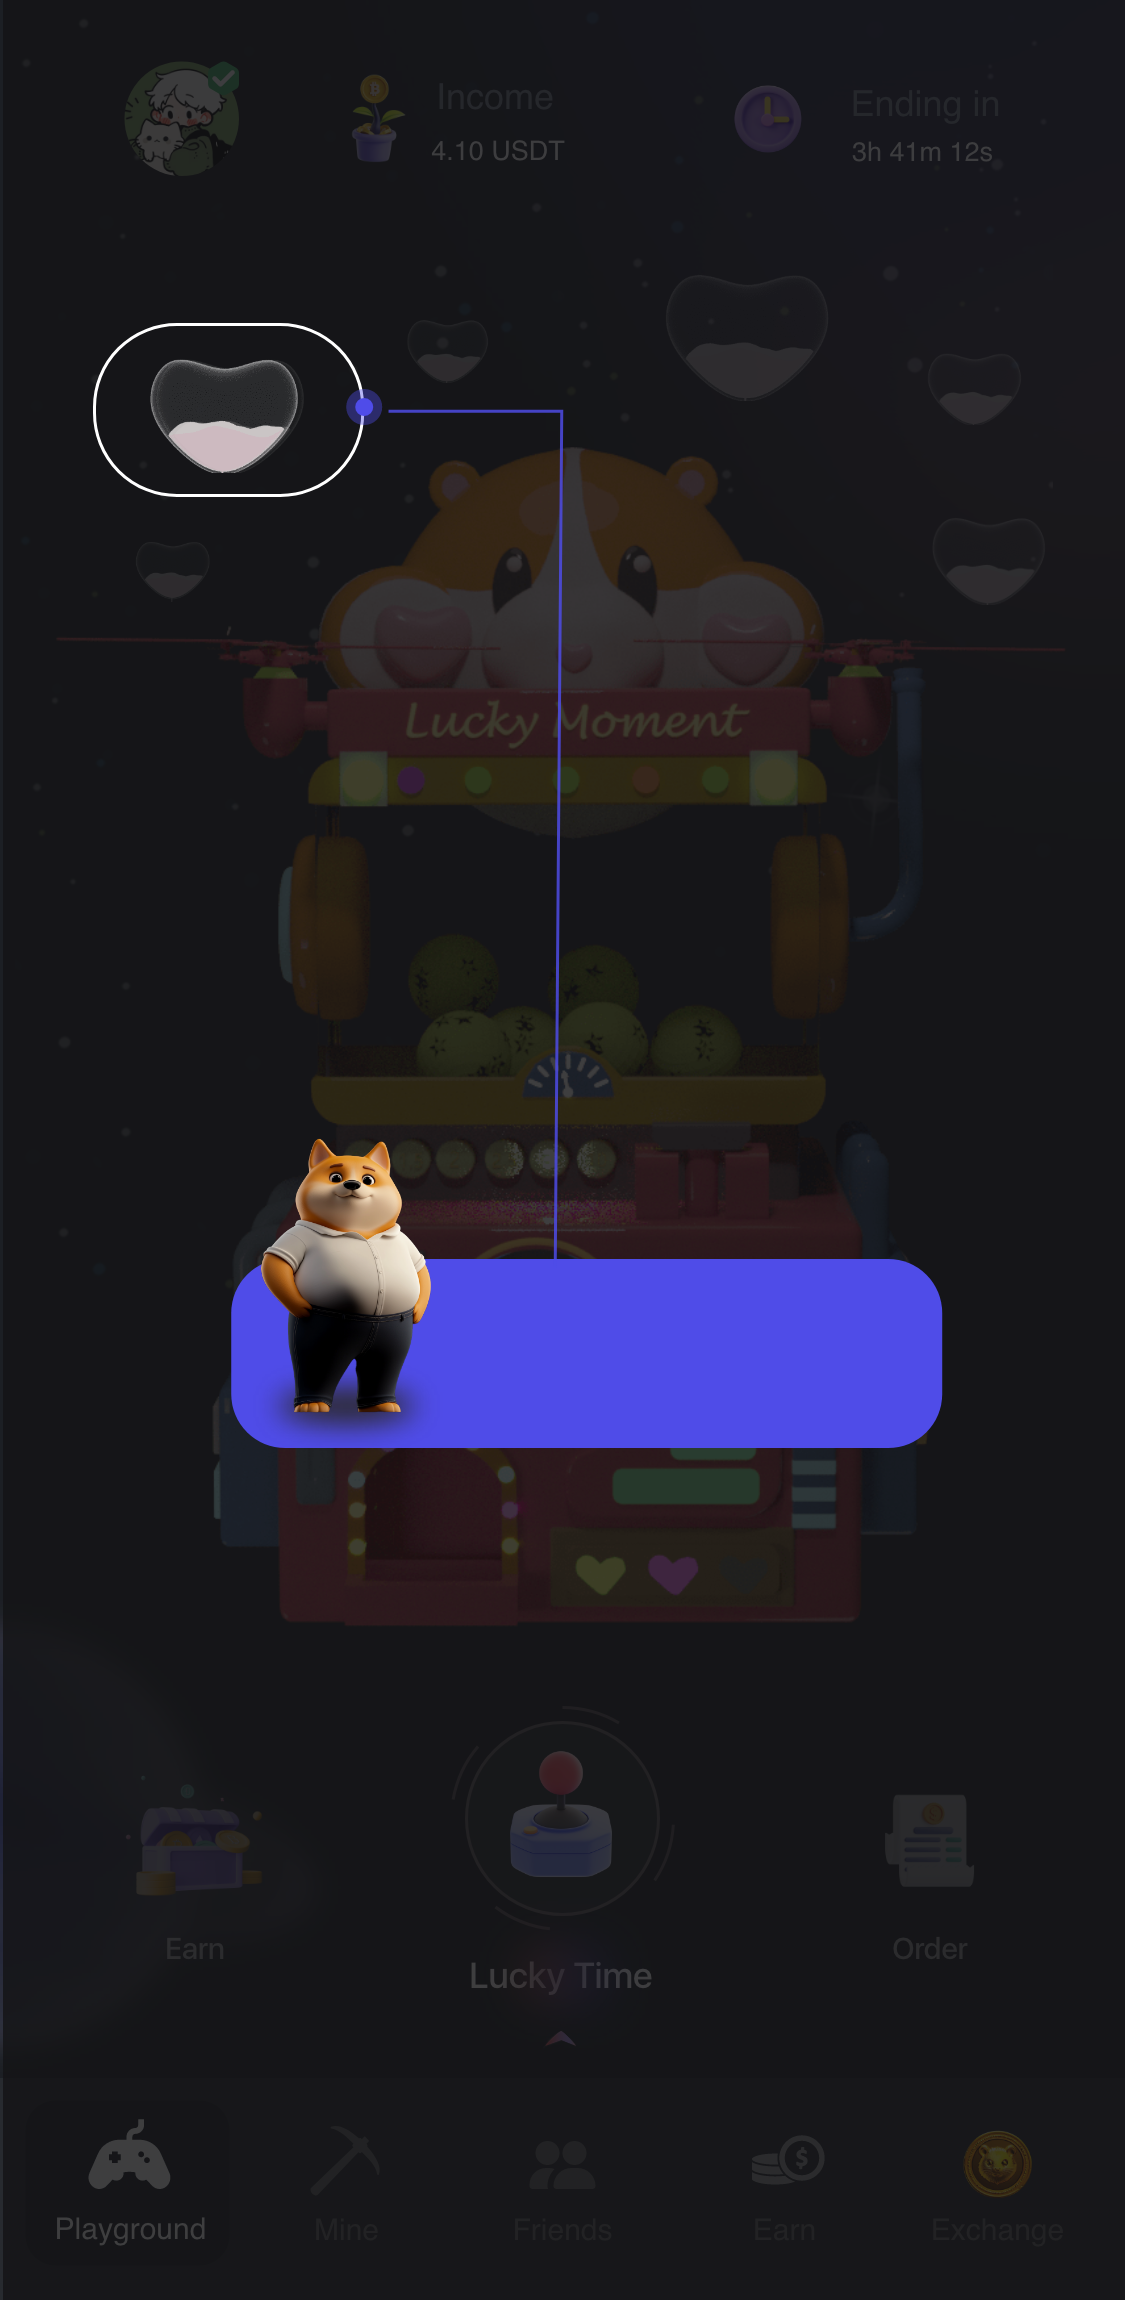 Income
4.10 USDT
Ending in
3h 41m 12s
Lucky Moment
Earn
Lucky Time
Order
Playground
Mine
Friends
Earn
Exchange